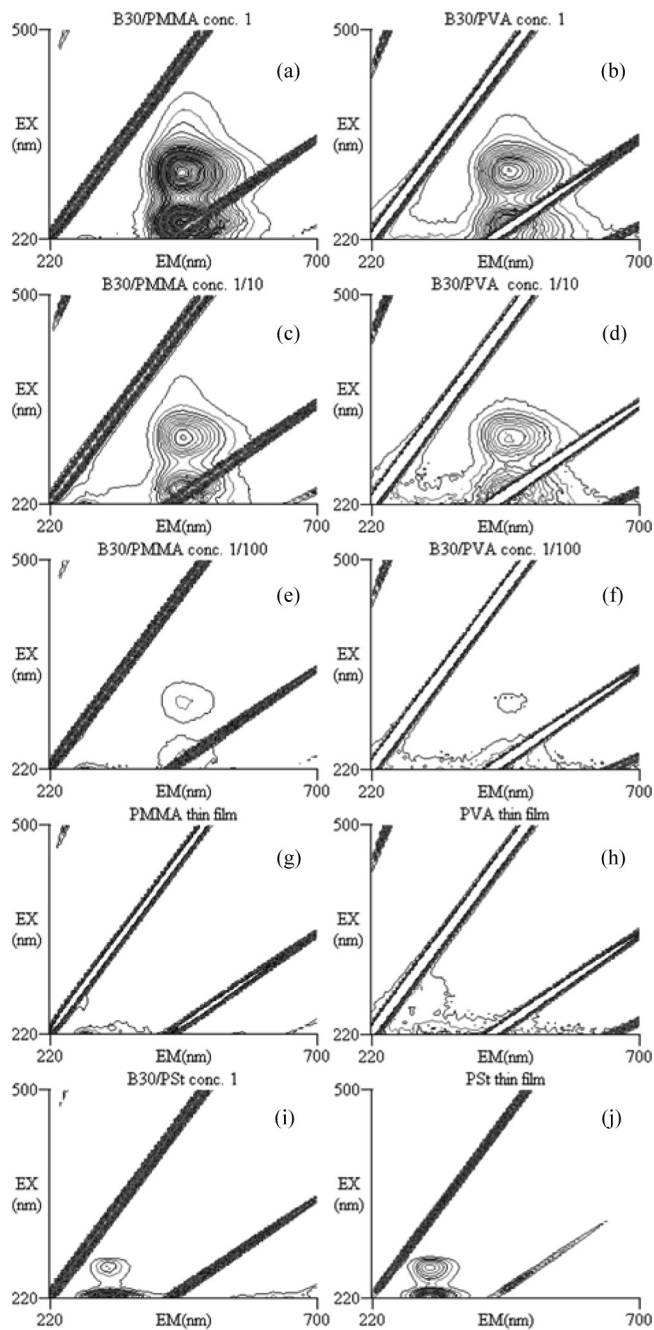 B30/PMMA conc. 1
500
(a)
EX
(nm)
220
220
EM(nm)
700
B30/PVA conc. 1
500
(b)
EX
(nm)
220
220
EM(nm)
700
B30/PMMA conc. 1/10
500
(c)
EX
(nm)
220
220
EM(nm)
700
B30/PVA conc. 1/10
500
(d)
EX
(nm)
220
220
EM(nm)
700
B30/PMMA conc. 1/100
500
(e)
EX
(nm)
220
220
EM(nm)
700
B30/PVA conc. 1/100
500
(f)
EX
(nm)
220
220
EM(nm)
700
PMMA thin film
500
(g)
EX
(nm)
220
220
EM(nm)
700
PVA thin film
500
(h)
EX
(nm)
220
220
EM(nm)
700
B30/PSt conc. 1
500
(i)
EX
(nm)
220
220
EM(nm)
700
PSt thin film
500
(j)
EX
(nm)
220
220
EM(nm)
700